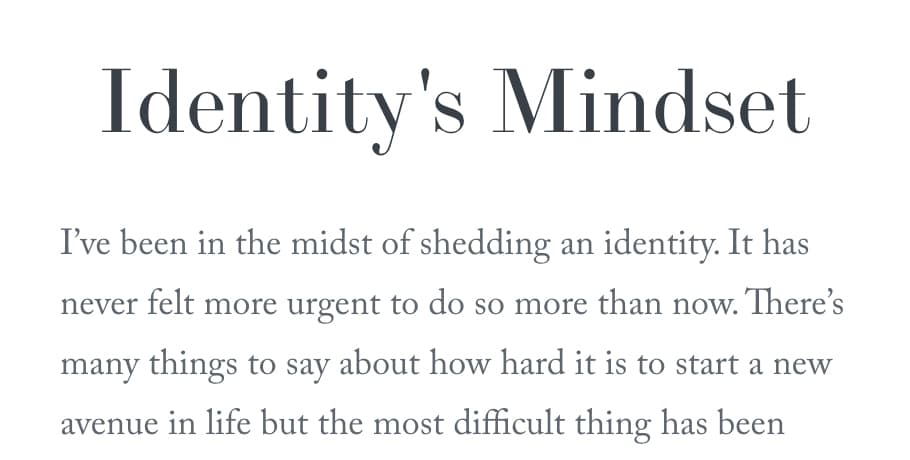 Identity's Mindset
I’ve been in the midst of shedding an identity. It has
never felt more urgent to do so more than now. There’s
many things to say about how hard it is to start a new
avenue in life but the most difficult thing has been